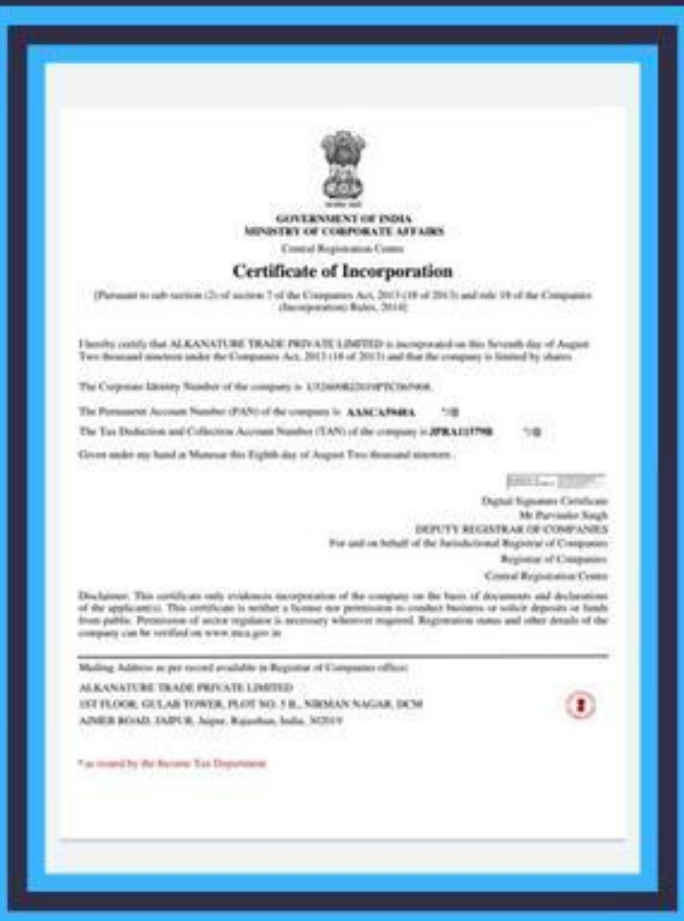 GOVERNMENT OF INDIA
MINISTRY OF CORPORATE AFFAIRS
Central Registration Centre
Certificate of Incorporation
[Pursuant to sub-section (2) of section 7 of the Companies Act, 2013 (18 of 2013) and rule 18 of the Companies
(Incorporation) Rules, 2014]
I hereby certify that ALKANATURE TRADE PRIVATE LIMITED is incorporated on this Seventh day of August
Two thousand nineteen under the Companies Act, 2013 (18 of 2013) and that the company is limited by shares.
The Corporate Identity Number of the company is
The Permanent Account Number (PAN) of the company is
The Tax Deduction and Collection Account Number (TAN) of the company is
Given under my hand at Manesar this Eighth day of August Two thousand nineteen .
Digital Signature Certificate
Mr Parvinder Singh
DEPUTY REGISTRAR OF COMPANIES
For and on behalf of the Jurisdictional Registrar of Companies
Registrar of Companies
Central Registration Centre
Disclaimer: This certificate only evidences incorporation of the company on the basis of documents and declarations
of the applicant(s). This certificate is neither a license nor permission to conduct business or solicit deposits or funds
from public. Permission of sector regulator is necessary wherever required. Registration status and other details of the
company can be verified on www.mca.gov.in
Mailing Address as per record available in Registrar of Companies office:
ALKANATURE TRADE PRIVATE LIMITED
1ST FLOOR, GULAB TOWER, PLOT NO. 5 B, NIRMAN NAGAR, DCM
AJMER ROAD, JAIPUR, Jaipur, Rajasthan, India, 302019
* as issued by the Income Tax Department